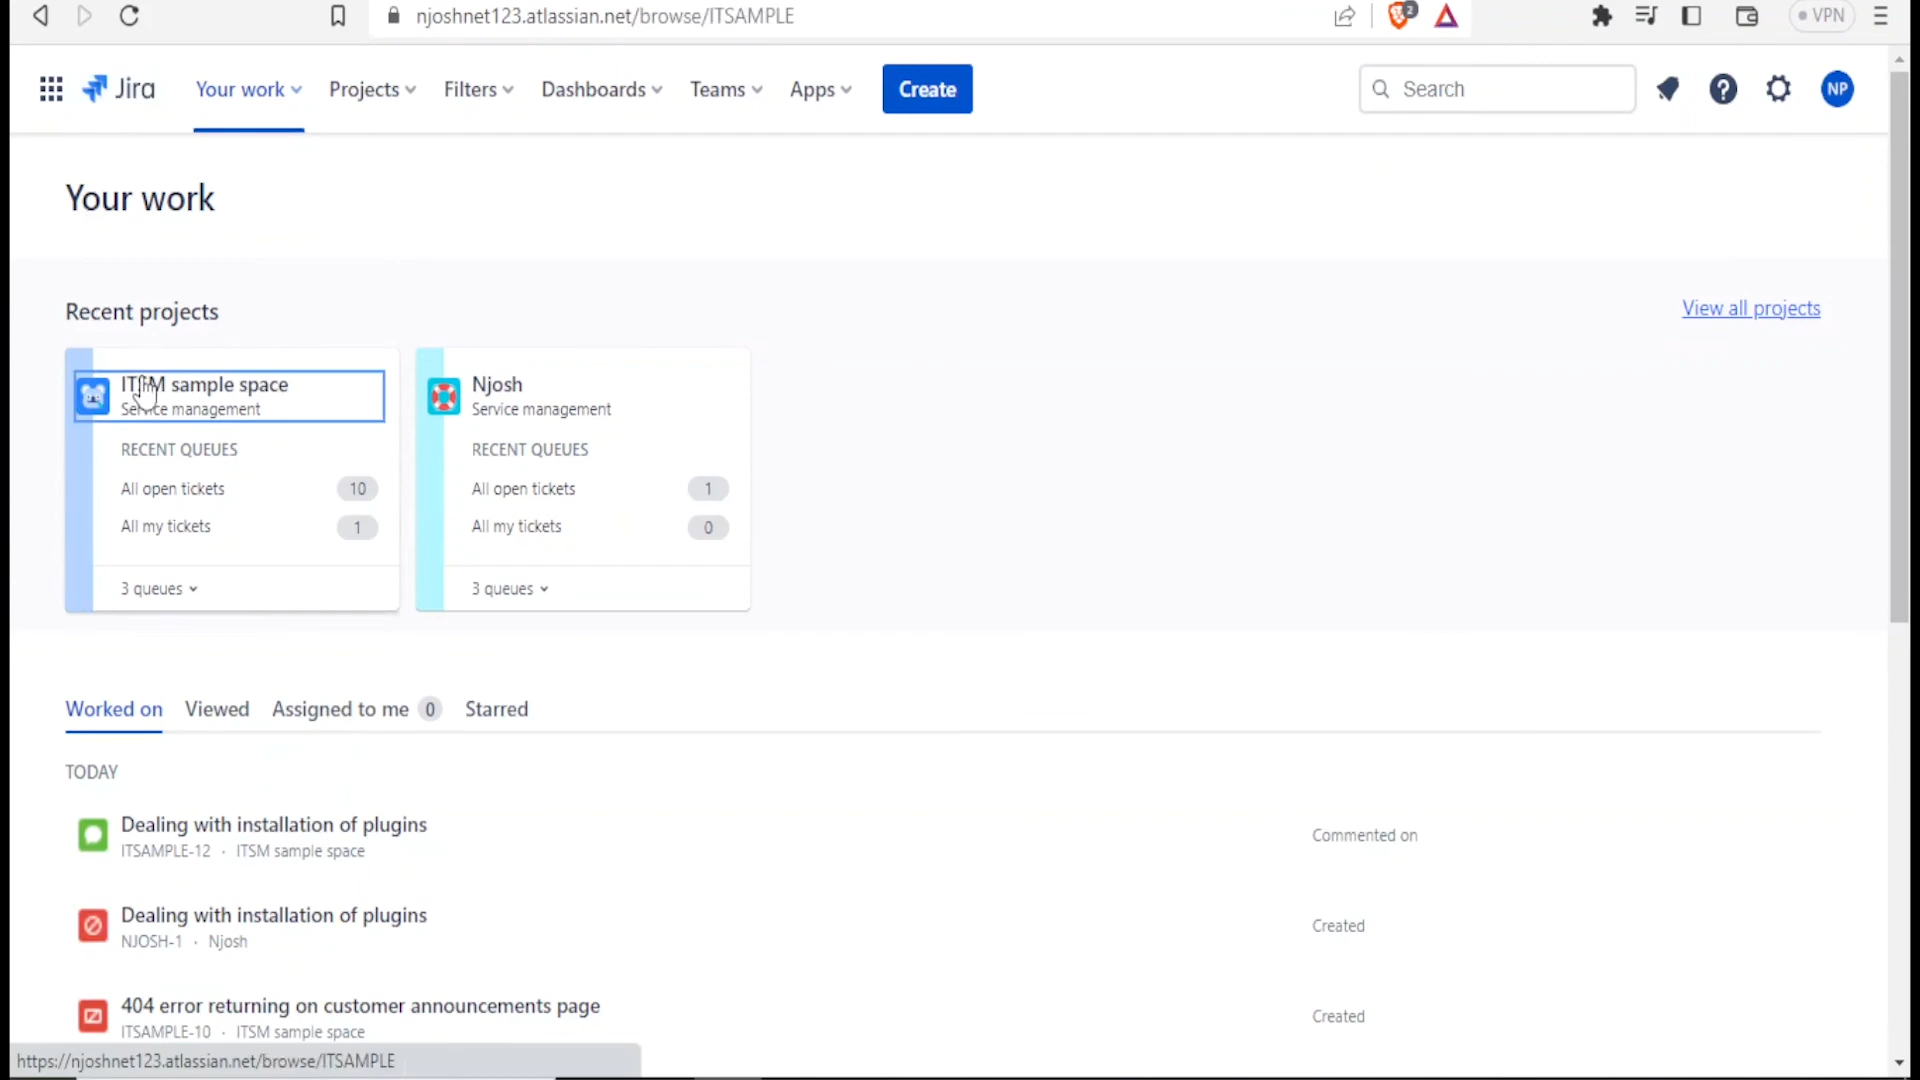 njoshnet123.atlassian.net/browse/ITSAMPLE
2
VPN
Jira
Your work
Projects
Filters
Dashboards
Teams
Apps
Create
Search
NP
Your work
Recent projects
View all projects
ITSM sample space
Service management
RECENT QUEUES
All open tickets 10
All my tickets 1
3 queues
Njosh
Service management
RECENT QUEUES
All open tickets 1
All my tickets 0
3 queues
Worked on
Viewed
Assigned to me 0
Starred
TODAY
Dealing with installation of plugins
ITSAMPLE-12 · ITSM sample space
Commented on
Dealing with installation of plugins
NJOSH-1 · Njosh
Created
404 error returning on customer announcements page
ITSAMPLE-10 · ITSM sample space
Created
https://njoshnet123.atlassian.net/browse/ITSAMPLE